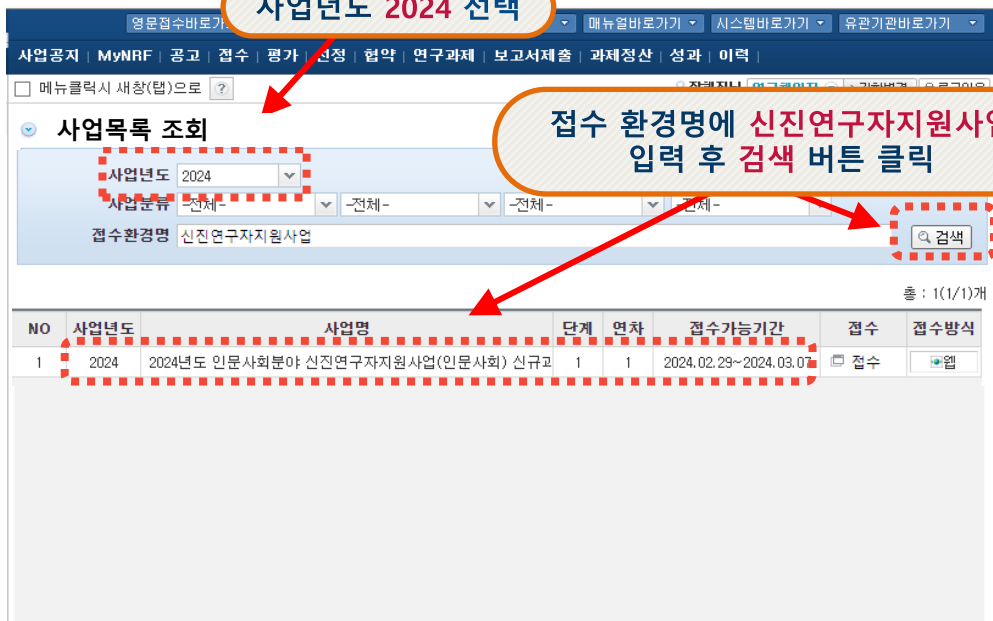 사업년도 2024 선택
영문접수바로가기
매뉴얼바로가기
시스템바로가기
유관기관바로가기
사업공지 | MyNRF | 공고 | 접수 | 평가 | 선정 | 협약 | 연구과제 | 보고서제출 | 과제정산 | 성과 | 이력 |
메뉴클릭시 새창(탭)으로 ?
사업목록 조회
접수 환경명에 신진연구자지원사업
입력 후 검색 버튼 클릭
사업년도 2024
사업분류 -전체- -전체- -전체- -전체-
접수환경명 신진연구자지원사업 검색
총 : 1(1/1)개
NO 사업년도 사업명 단계 연차 접수가능기간 접수 접수방식
1 2024 2024년도 인문사회분야 신진연구자지원사업(인문사회) 신규과 1 1 2024.02.29~2024.03.07 접수 웹